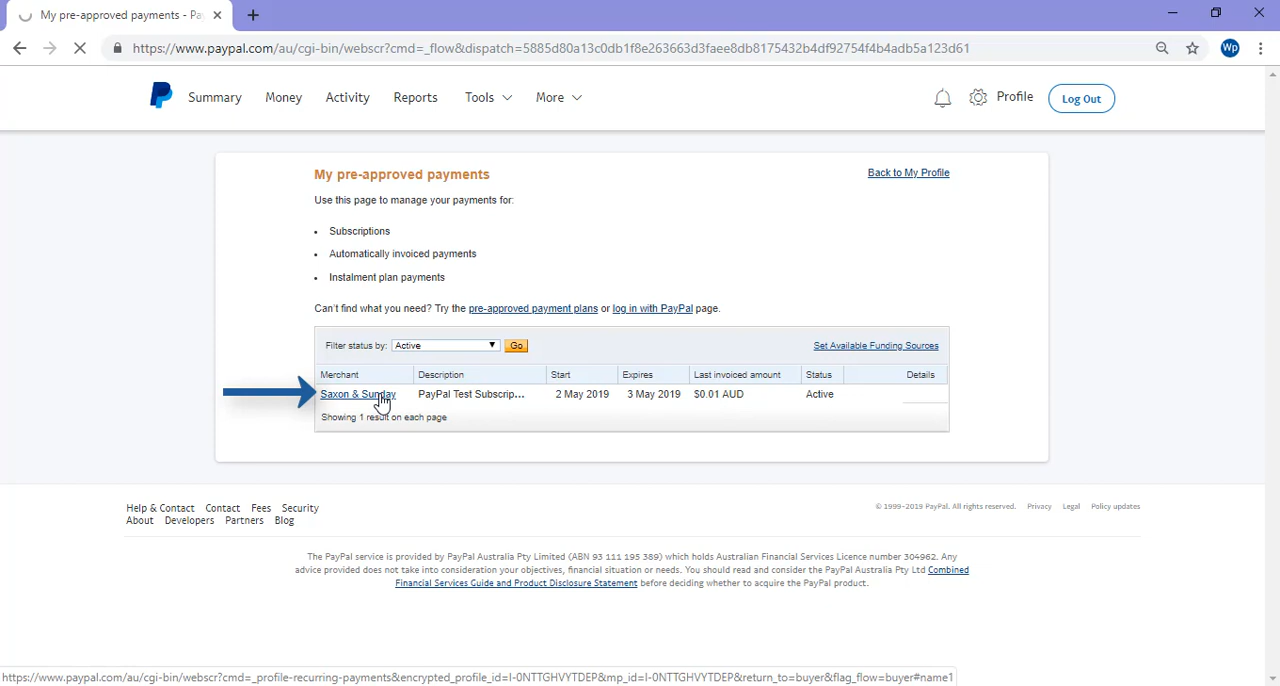 My pre-approved payments - Pa
https://www.paypal.com/au/cgi-bin/webscr?cmd=_flow&dispatch=5885d80a13c0db1f8e263663d3faee8db8175432b4df92754f4b4adb5a123d61
Wp
Summary Money Activity Reports Tools More Profile Log Out
My pre-approved payments
Back to My Profile
Use this page to manage your payments for:
• Subscriptions
• Automatically invoiced payments
• Instalment plan payments
Can't find what you need? Try the pre-approved payment plans or log in with PayPal page.
Filter status by: Active Go Set Available Funding Sources
Merchant Description Start Expires Last invoiced amount Status Details
Saxon & Sunday PayPal Test Subscrip... 2 May 2019 3 May 2019 $0.01 AUD Active
Showing 1 result on each page
Help & Contact Contact Fees Security
About Developers Partners Blog
© 1999-2019 PayPal. All rights reserved. Privacy Legal Policy updates
The PayPal service is provided by PayPal Australia Pty Limited (ABN 93 111 195 389) which holds Australian Financial Services Licence number 304962. Any
advice provided does not take into consideration your objectives, financial situation or needs. You should read and consider the PayPal Australia Pty Ltd Combined
Financial Services Guide and Product Disclosure Statement before deciding whether to acquire the PayPal product.
https://www.paypal.com/au/cgi-bin/webscr?cmd=_profile-recurring-payments&encrypted_profile_id=I-0NTTGHVYTDEP&mp_id=I-0NTTGHVYTDEP&return_to=buyer&flag_flow=buyer#name1